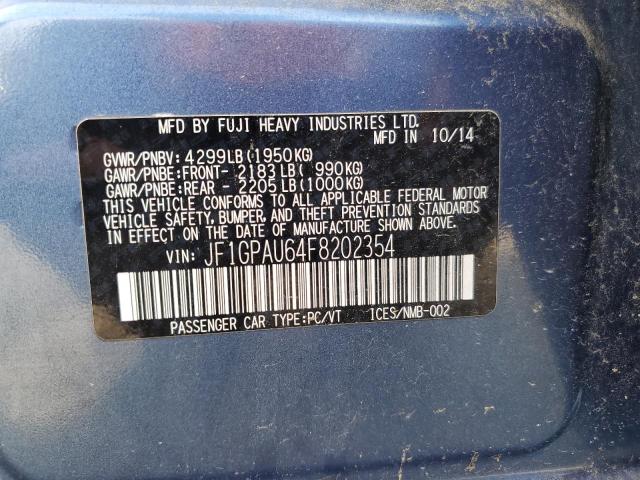 MFD BY FUJI HEAVY INDUSTRIES LTD.
MFD IN 10/14
GVWR/PNBV: 4299LB(1950KG)
GAWR/PNBE:FRONT- 2183LB( 990KG)
GAWR/PNBE:REAR - 2205LB(1000KG)
THIS VEHICLE CONFORMS TO ALL APPLICABLE FEDERAL MOTOR
VEHICLE SAFETY, BUMPER, AND THEFT PREVENTION STANDARDS
IN EFFECT ON THE DATE OF MANUFACTURE SHOWN ABOVE.
VIN: JF1GPAU64F8202354
PASSENGER CAR TYPE:PC/VT ICES/NMB-002